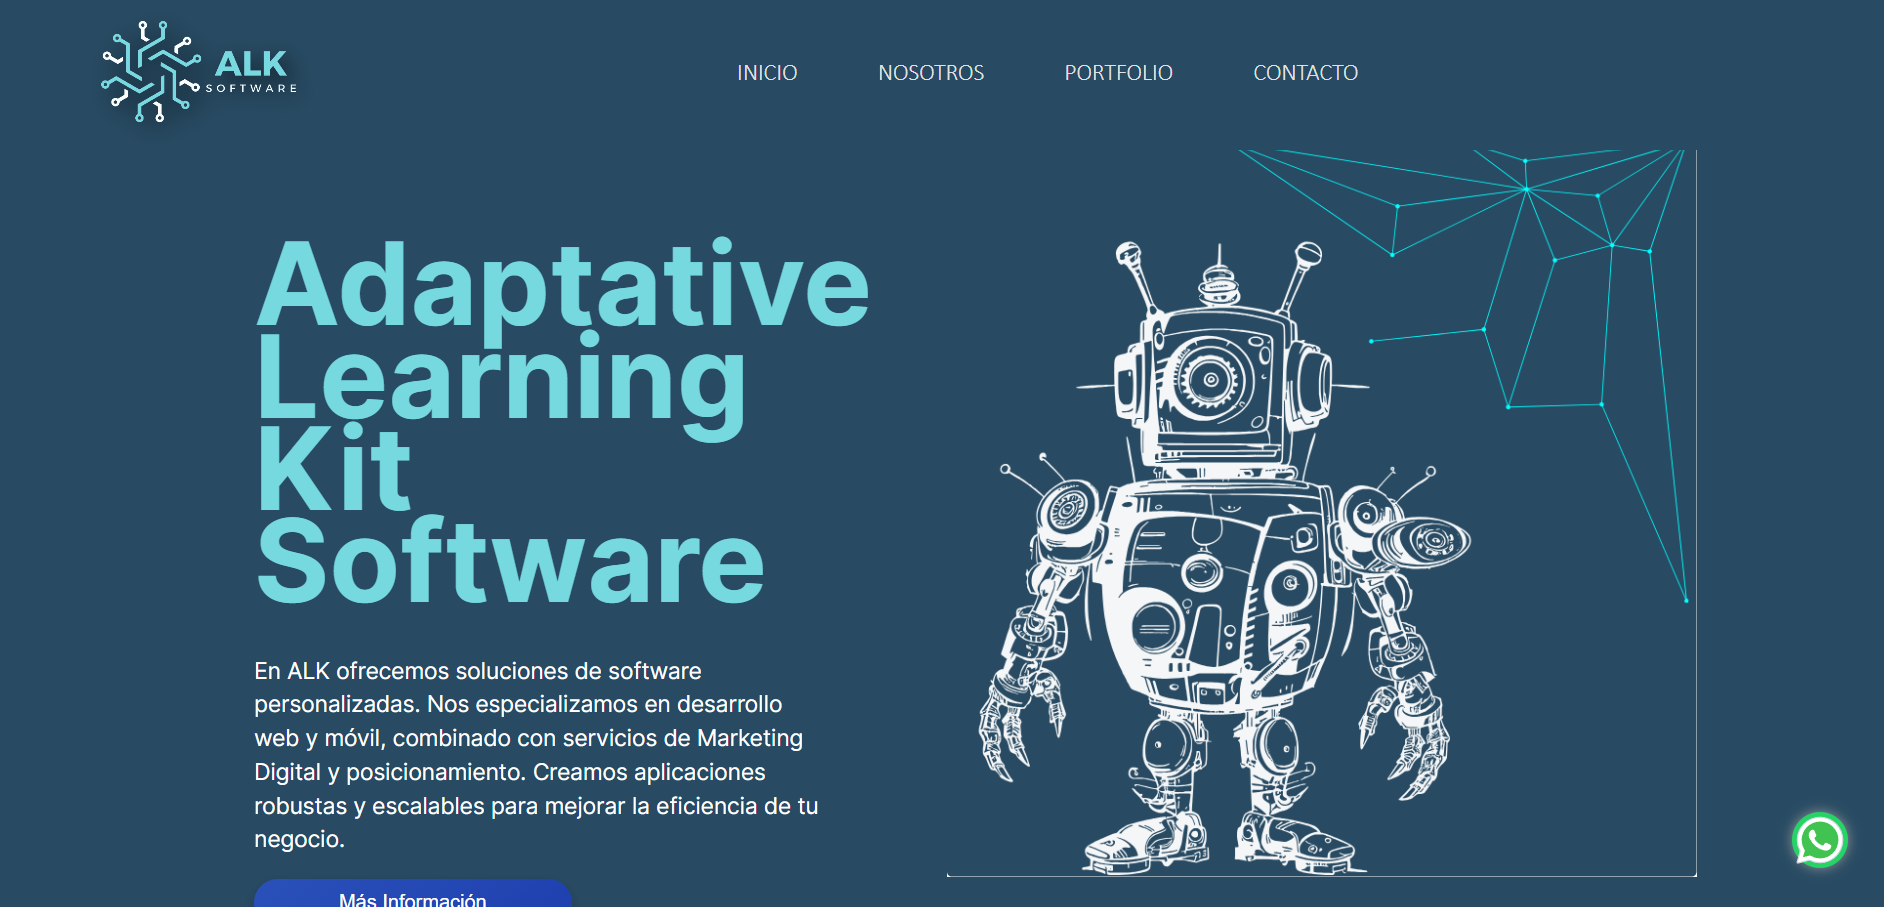 ALK
SOFTWARE
INICIO
NOSOTROS
PORTFOLIO
CONTACTO
Adaptative
Learning
Kit
Software
En ALK ofrecemos soluciones de software
personalizadas. Nos especializamos en desarrollo
web y móvil, combinado con servicios de Marketing
Digital y posicionamiento. Creamos aplicaciones
robustas y escalables para mejorar la eficiencia de tu
negocio.
Más Información